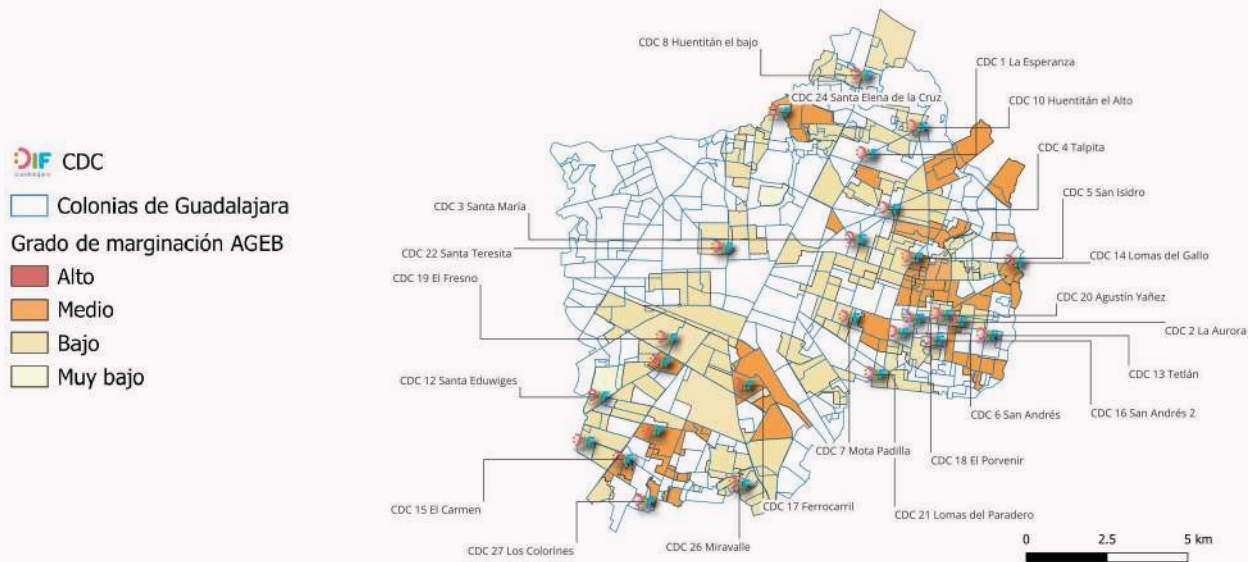 CDC 8 Huentitán el bajo
CDC 1 La Esperanza
CDC 24 Santa Elena de la Cruz
CDC 10 Huentitán el Alto
CDC 4 Talpita
CDC 5 San Isidro
CDC 3 Santa María
CDC 22 Santa Teresita
CDC 14 Lomas del Gallo
CDC 19 El Fresno
CDC 20 Agustín Yañez
CDC 2 La Aurora
CDC 12 Santa Eduwiges
CDC 13 Tetlán
CDC 6 San Andrés
CDC 16 San Andrés 2
CDC 7 Mota Padilla
CDC 18 El Porvenir
CDC 15 El Carmen
CDC 17 Ferrocarril
CDC 21 Lomas del Paradero
CDC 27 Los Colorines
CDC 26 Miravalle
DIF CDC
Guadalajara
Colonias de Guadalajara
Grado de marginación AGEB
Alto
Medio
Bajo
Muy bajo
0 2.5 5 km